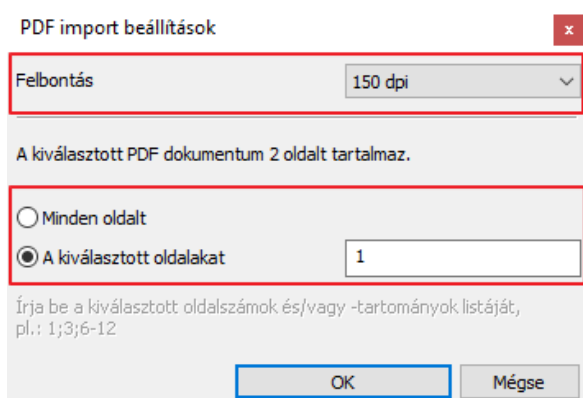 PDF import beállítások
x
Felbontás 150 dpi
A kiválasztott PDF dokumentum 2 oldalt tartalmaz.
Minden oldalt
A kiválasztott oldalakat 1
Írja be a kiválasztott oldalszámok és/vagy -tartományok listáját,
pl.: 1;3;6-12
OK Mégse